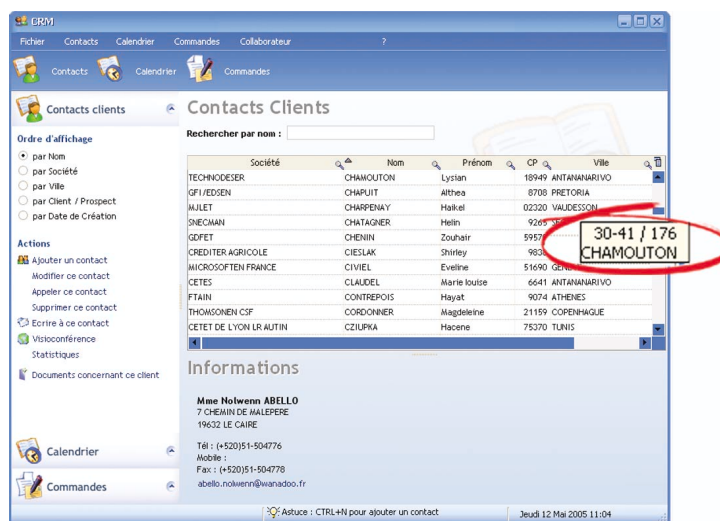 CRM
Fichier Contacts Calendrier Commandes Collaborateur ?
Contacts Calendrier Commandes
Contacts clients
Ordre d'affichage
par Nom
par Société
par Ville
par Client / Prospect
par Date de Création
Actions
Ajouter un contact
Modifier ce contact
Appeler ce contact
Supprimer ce contact
Ecrire à ce contact
Visioconférence
Statistiques
Documents concernant ce client
Calendrier
Commandes
Contacts Clients
Rechercher par nom :
Société Nom Prénom CP Ville
TECHNODESER CHAMOUTON Lysian 18949 ANTANANARIVO
GFI/EDSEN CHAPUIT Althea 8708 PRETORIA
MJLET CHARPENAY Haikel 02320 VAUDESSON
SNECMAN CHATAGNER Helin 9265
GDFET CHENIN Zouhair
CREDITER AGRICOLE CIESLAK Shirley
MICROSOFTEN FRANCE CIVIEL Eveline 51690
CETES CLAUDEL Marie louise 6641 ANTANANARIVO
FTAIN CONTREPOIS Hayat 9074 ATHENES
THOMSONEN CSF CORDONNER Magdeleine 21159 COPENHAGUE
CETET DE LYON LR AUTIN CZIUPKA Hacene 75370 TUNIS
30-41 / 176
CHAMOUTON
Informations
Mme Nolwenn ABELLO
7 CHEMIN DE MALEPERE
19632 LE CAIRE
Tél : (+520)51-504776
Mobile :
Fax : (+520)51-504778
abello.nolwenn@wanadoo.fr
Astuce : CTRL+N pour ajouter un contact
Jeudi 12 Mai 2005 11:04